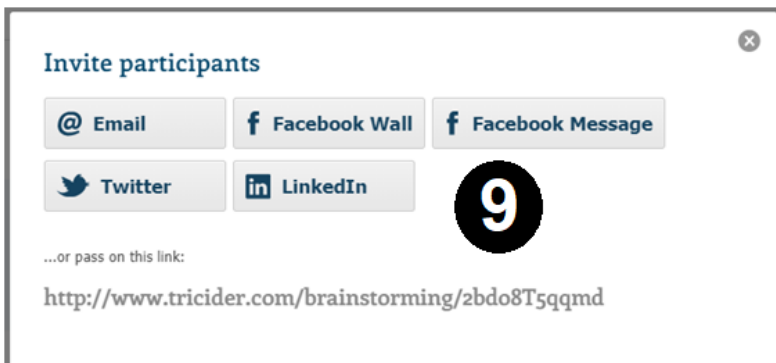 Invite participants
@ Email f Facebook Wall f Facebook Message
Twitter in LinkedIn
9
...or pass on this link:
http://www.tricider.com/brainstorming/2bdo8T5qqmd